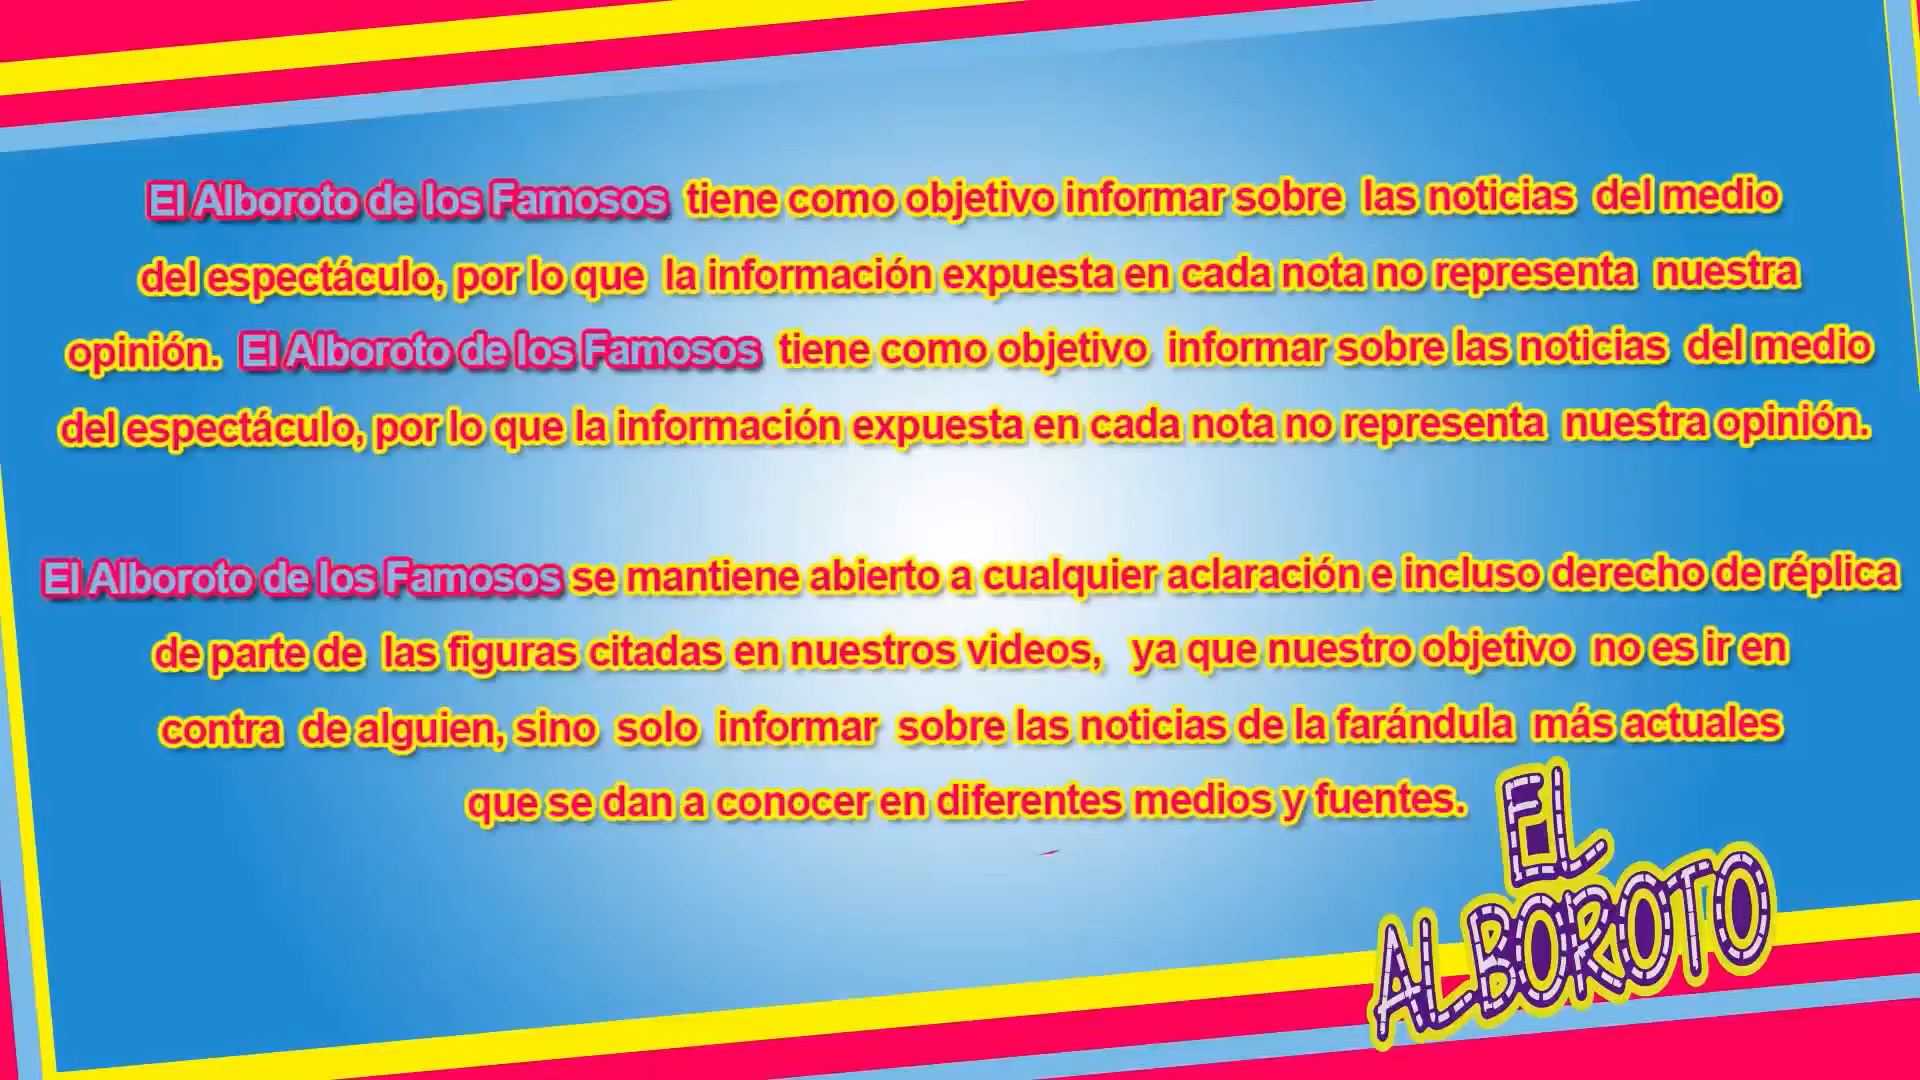 El Alboroto de los Famosos tiene como objetivo informar sobre las noticias del medio
del espectáculo, por lo que la información expuesta en cada nota no representa nuestra
opinión. El Alboroto de los Famosos tiene como objetivo informar sobre las noticias del medio
del espectáculo, por lo que la información expuesta en cada nota no representa nuestra opinión.
El Alboroto de los Famosos se mantiene abierto a cualquier aclaración e incluso derecho de réplica
de parte de las figuras citadas en nuestros videos, ya que nuestro objetivo no es ir en
contra de alguien, sino solo informar sobre las noticias de la farándula más actuales
que se dan a conocer en diferentes medios y fuentes.
EL
ALBOROTO